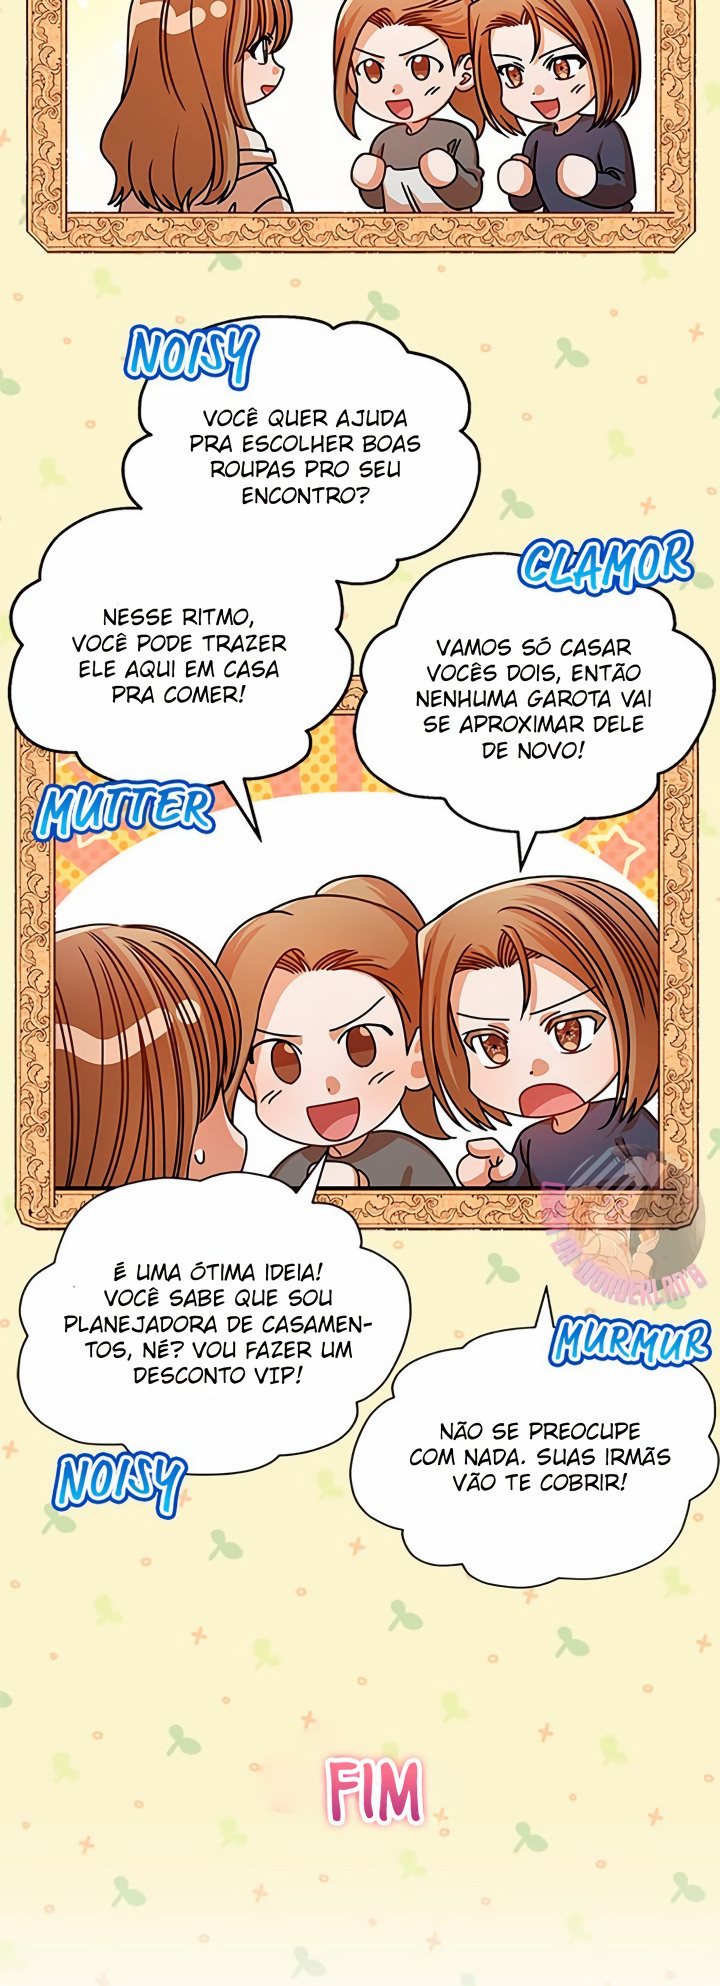 NOISY
VOCÊ QUER AJUDA
PRA ESCOLHER BOAS
ROUPAS PRO SEU
ENCONTRO?
CLAMOR
NESSE RITMO,
VOCÊ PODE TRAZER
ELE AQUI EM CASA
PRA COMER!
VAMOS SÓ CASAR
VOCÊS DOIS, ENTÃO
NENHUMA GAROTA VAI
SE APROXIMAR DELE
DE NOVO!
MUTTER
É UMA ÓTIMA IDEIA!
VOCÊ SABE QUE SOU
PLANEJADORA DE CASAMEN-
TOS, NÉ? VOU FAZER UM
DESCONTO VIP!
MURMUR
NÃO SE PREOCUPE
COM NADA. SUAS IRMÃS
VÃO TE COBRIR!
NOISY
FIM